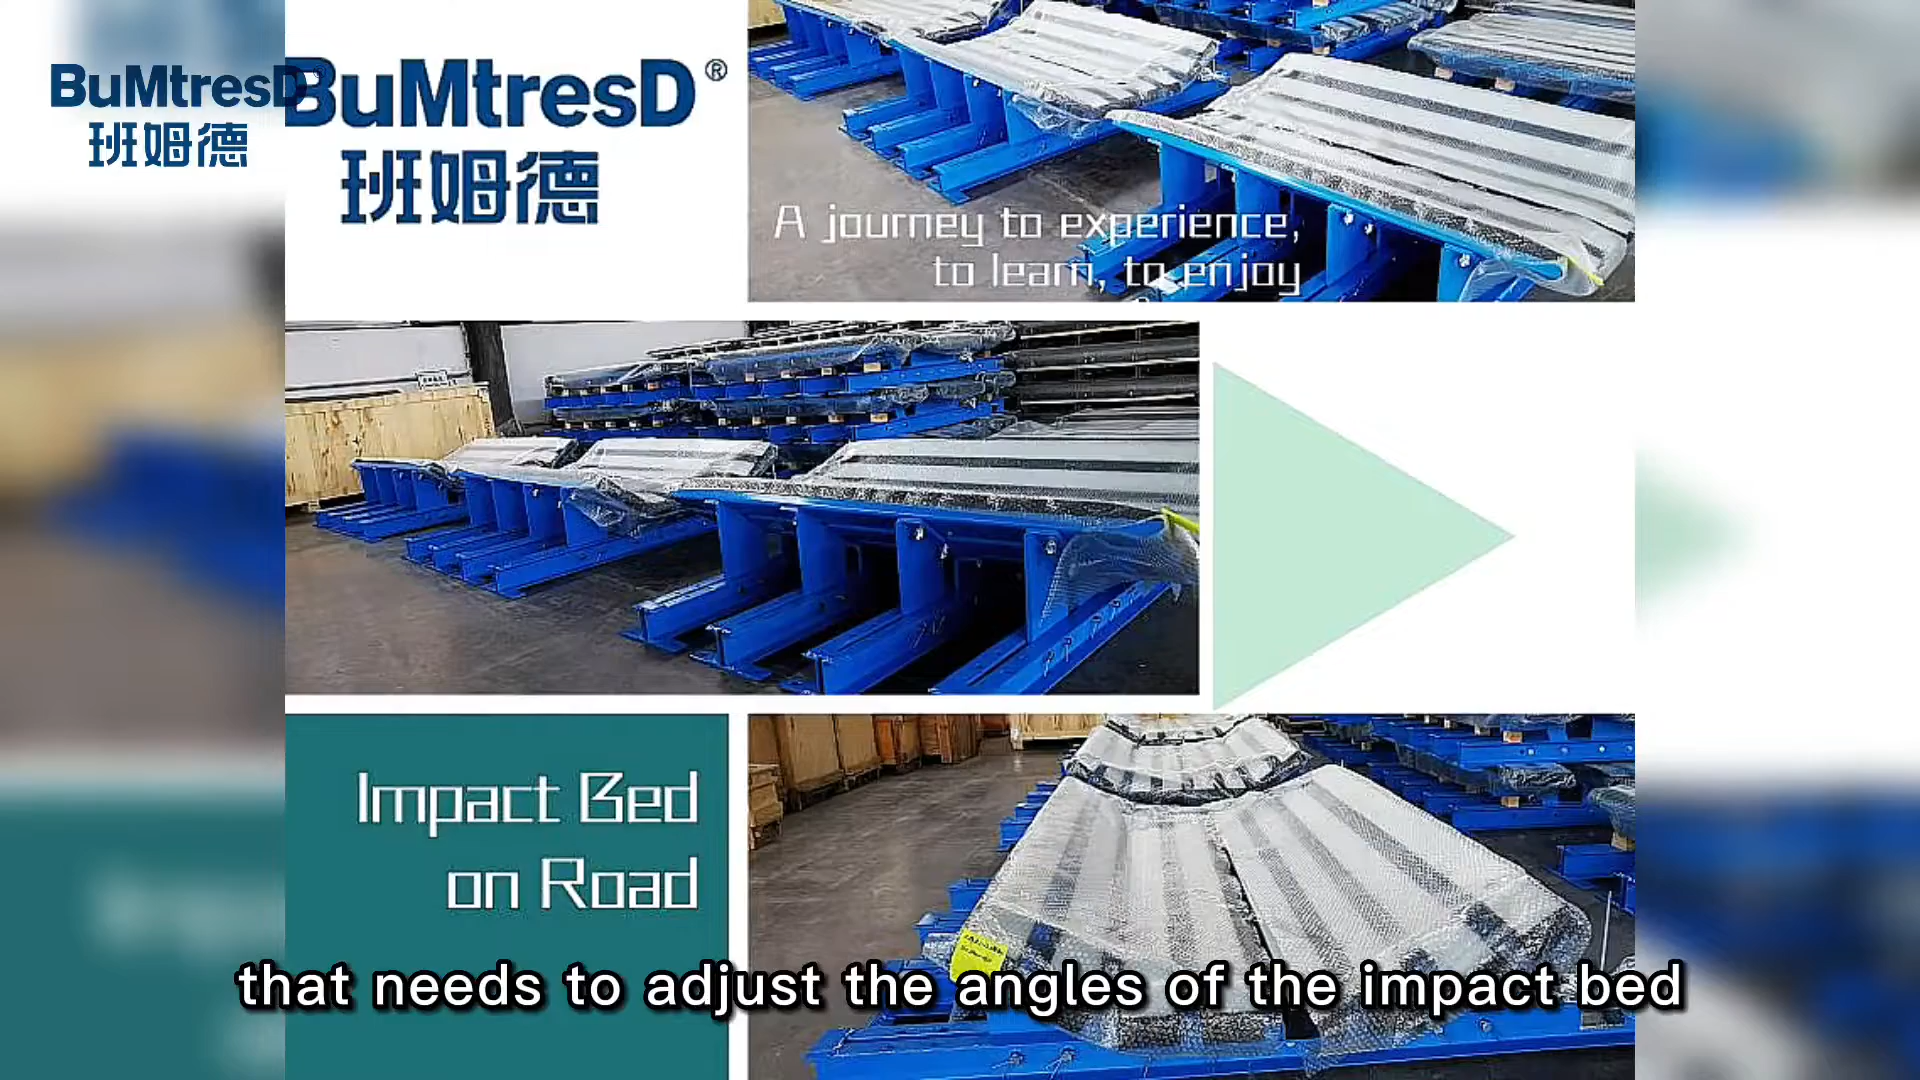 BuMtresD
班姆德
BuMtresD®
班姆德
A journey to experience,
to learn, to enjoy
Impact Bed
on Road
that needs to adjust the angles of the impact bed